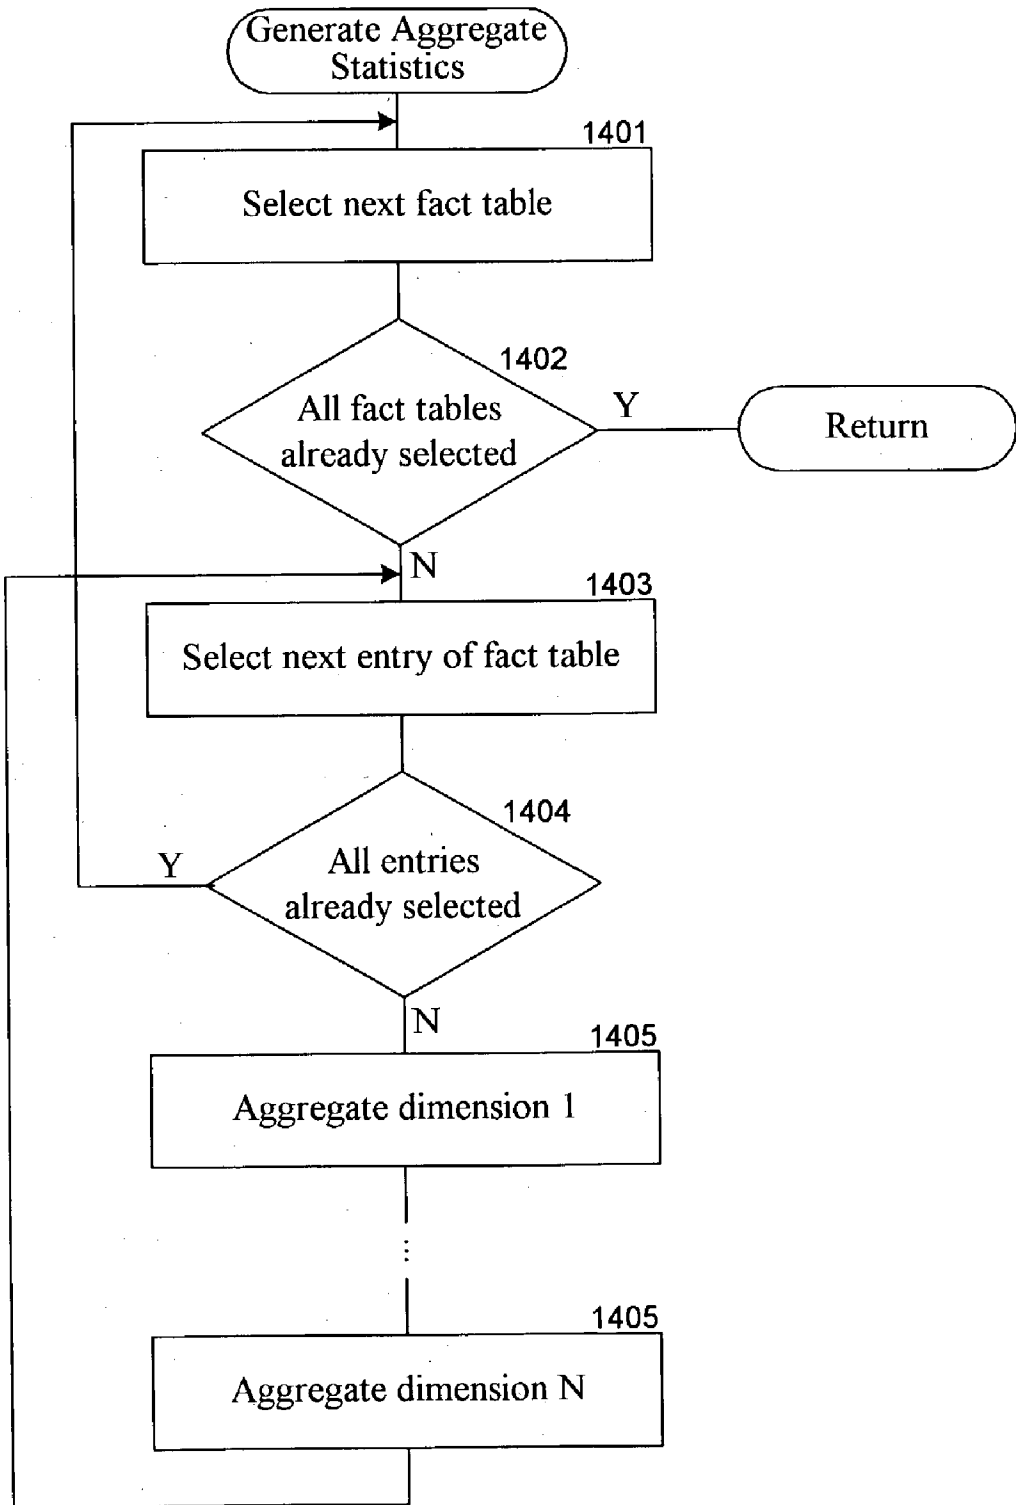 Generate Aggregate
Statistics
1401
Select next fact table
1402
All fact tables
already selected
Y
Return
N
1403
Select next entry of fact table
1404
Y
All entries
already selected
N
1405
Aggregate dimension 1
...
1405
Aggregate dimension N